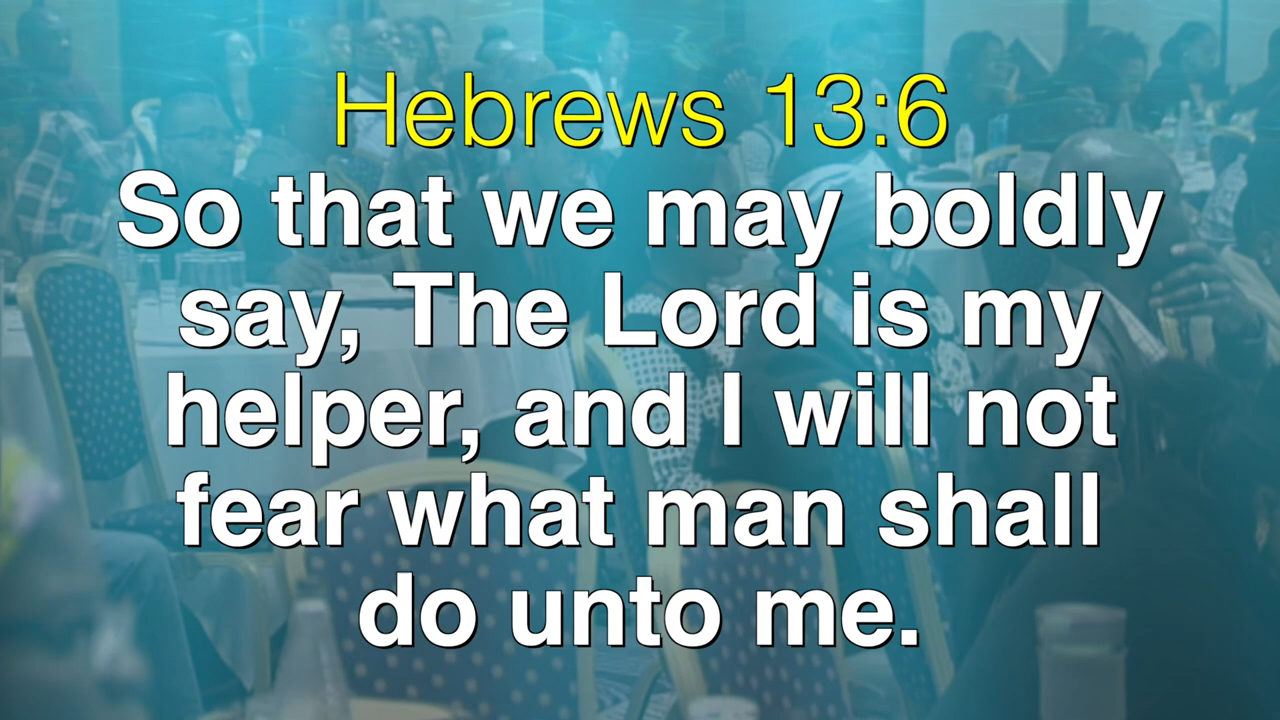 Hebrews 13:6
So that we may boldly
say, The Lord is my
helper, and I will not
fear what man shall
do unto me.